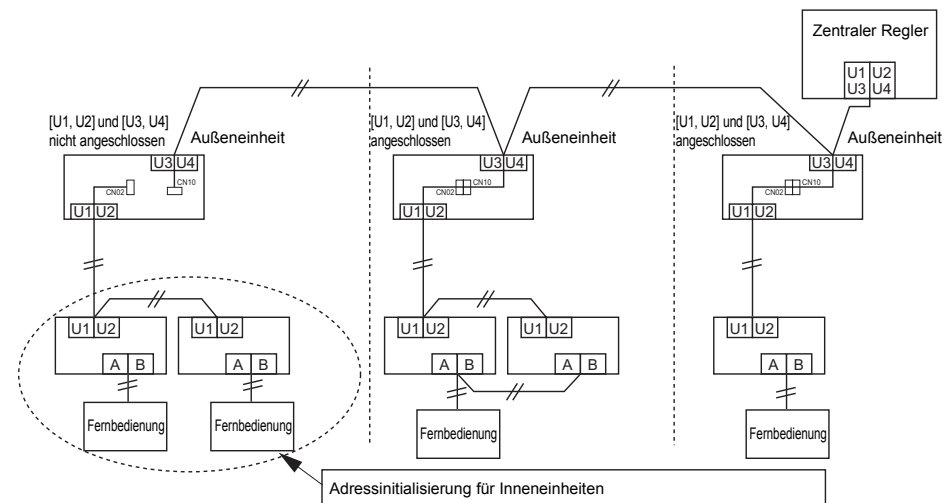 Zentraler Regler
U1 U2
U3 U4
[U1, U2] und [U3, U4]
nicht angeschlossen
Außeneinheit
[U1, U2] und [U3, U4]
angeschlossen
Außeneinheit
[U1, U2] und [U3, U4]
angeschlossen
Außeneinheit
U3 U4
CN02
CN10
U1 U2
U3 U4
CN02
CN10
U1 U2
U3 U4
CN02
CN10
U1 U2
U1 U2
U1 U2
U1 U2
U1 U2
U1 U2
A B
A B
A B
A B
A B
Fernbedienung
Fernbedienung
Fernbedienung
Fernbedienung
Adressinitialisierung für Inneneinheiten